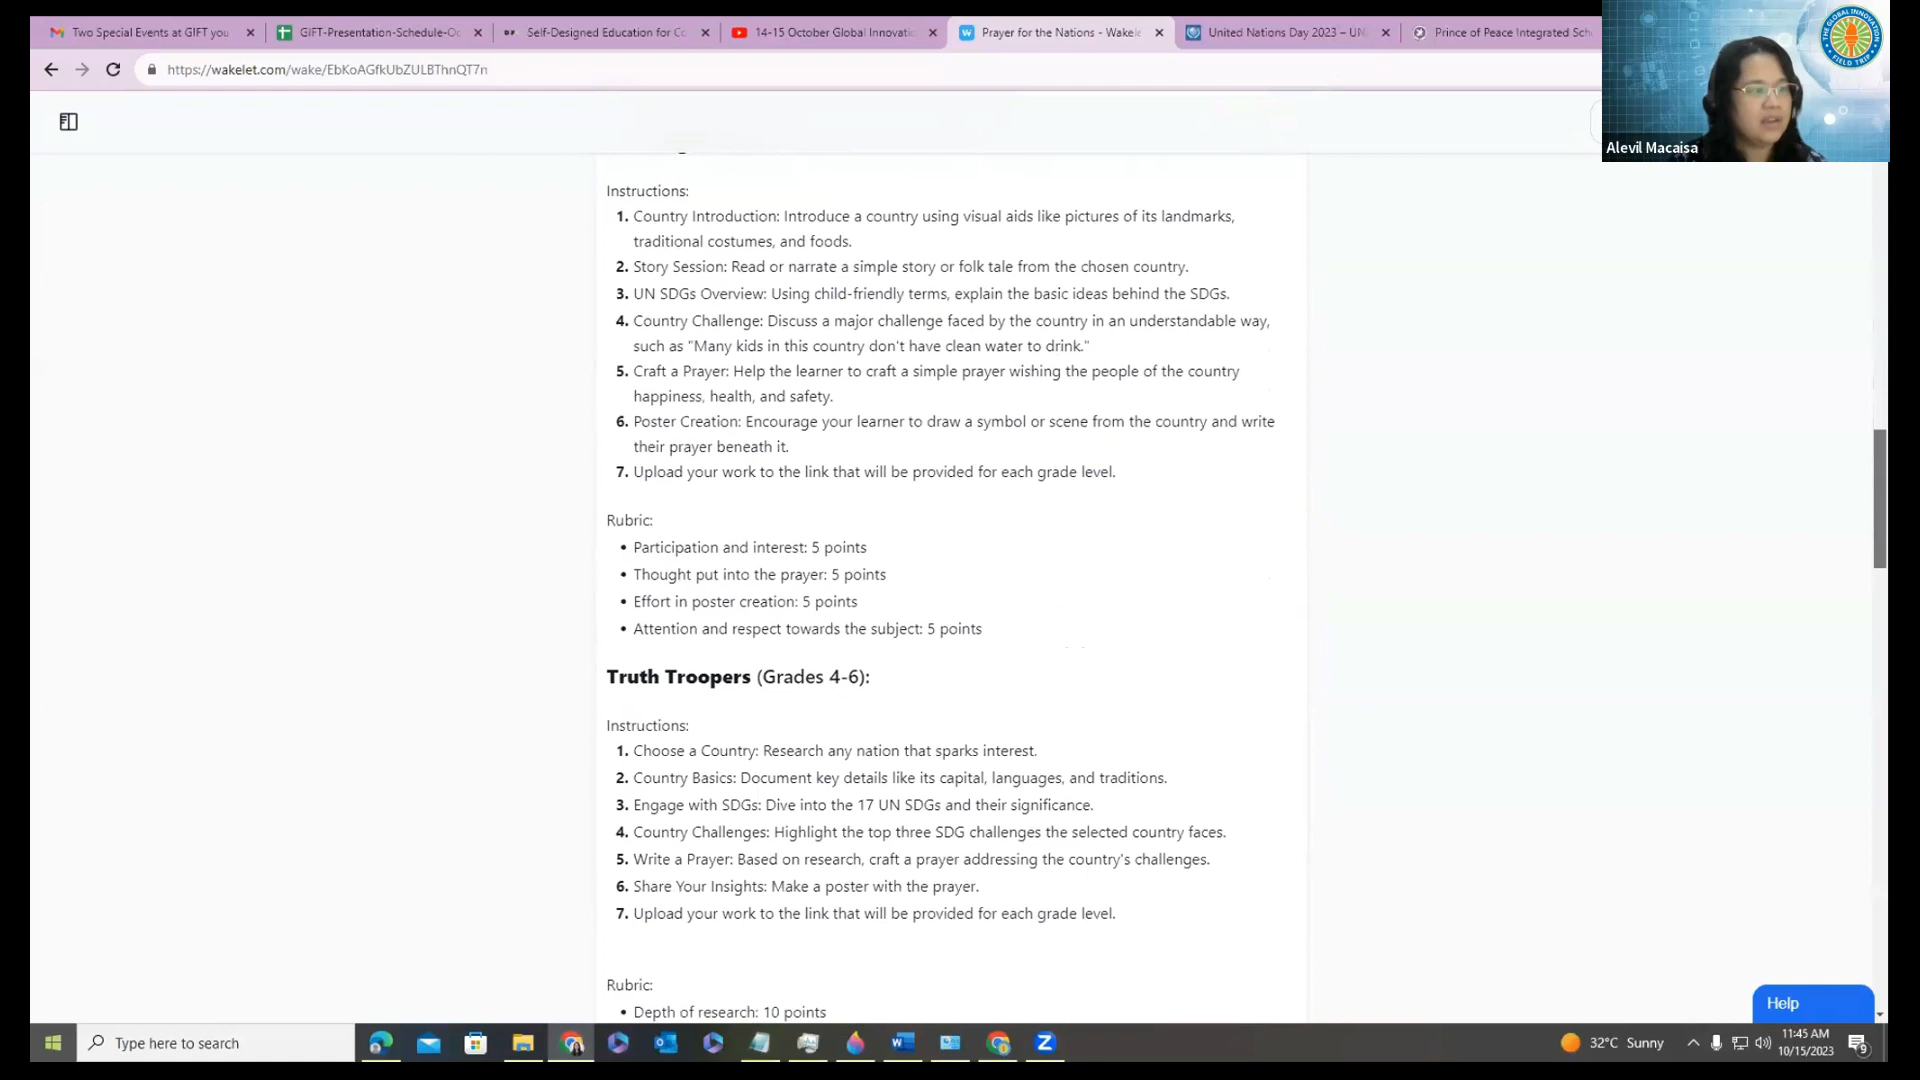 Two Special Events at GIFT you
GIFT-Presentation-Schedule-Oc
Self-Designed Education for Co
14-15 October Global Innovati
Prayer for the Nations - Wakele
United Nations Day 2023 – UN
Prince of Peace Integrated Sch
THE GLOBAL INNOVATION
FIELD TRIP
https://wakelet.com/wake/EbKoAGfkUbZULBThnQT7n
Alevil Macaisa
Instructions:
1. Country Introduction: Introduce a country using visual aids like pictures of its landmarks,
traditional costumes, and foods.
2. Story Session: Read or narrate a simple story or folk tale from the chosen country.
3. UN SDGs Overview: Using child-friendly terms, explain the basic ideas behind the SDGs.
4. Country Challenge: Discuss a major challenge faced by the country in an understandable way,
such as "Many kids in this country don't have clean water to drink."
5. Craft a Prayer: Help the learner to craft a simple prayer wishing the people of the country
happiness, health, and safety.
6. Poster Creation: Encourage your learner to draw a symbol or scene from the country and write
their prayer beneath it.
7. Upload your work to the link that will be provided for each grade level.
Rubric:
• Participation and interest: 5 points
• Thought put into the prayer: 5 points
• Effort in poster creation: 5 points
• Attention and respect towards the subject: 5 points
Truth Troopers (Grades 4-6):
Instructions:
1. Choose a Country: Research any nation that sparks interest.
2. Country Basics: Document key details like its capital, languages, and traditions.
3. Engage with SDGs: Dive into the 17 UN SDGs and their significance.
4. Country Challenges: Highlight the top three SDG challenges the selected country faces.
5. Write a Prayer: Based on research, craft a prayer addressing the country's challenges.
6. Share Your Insights: Make a poster with the prayer.
7. Upload your work to the link that will be provided for each grade level.
Rubric:
• Depth of research: 10 points
Help
Type here to search
32°C Sunny
11:45 AM
10/15/2023
9